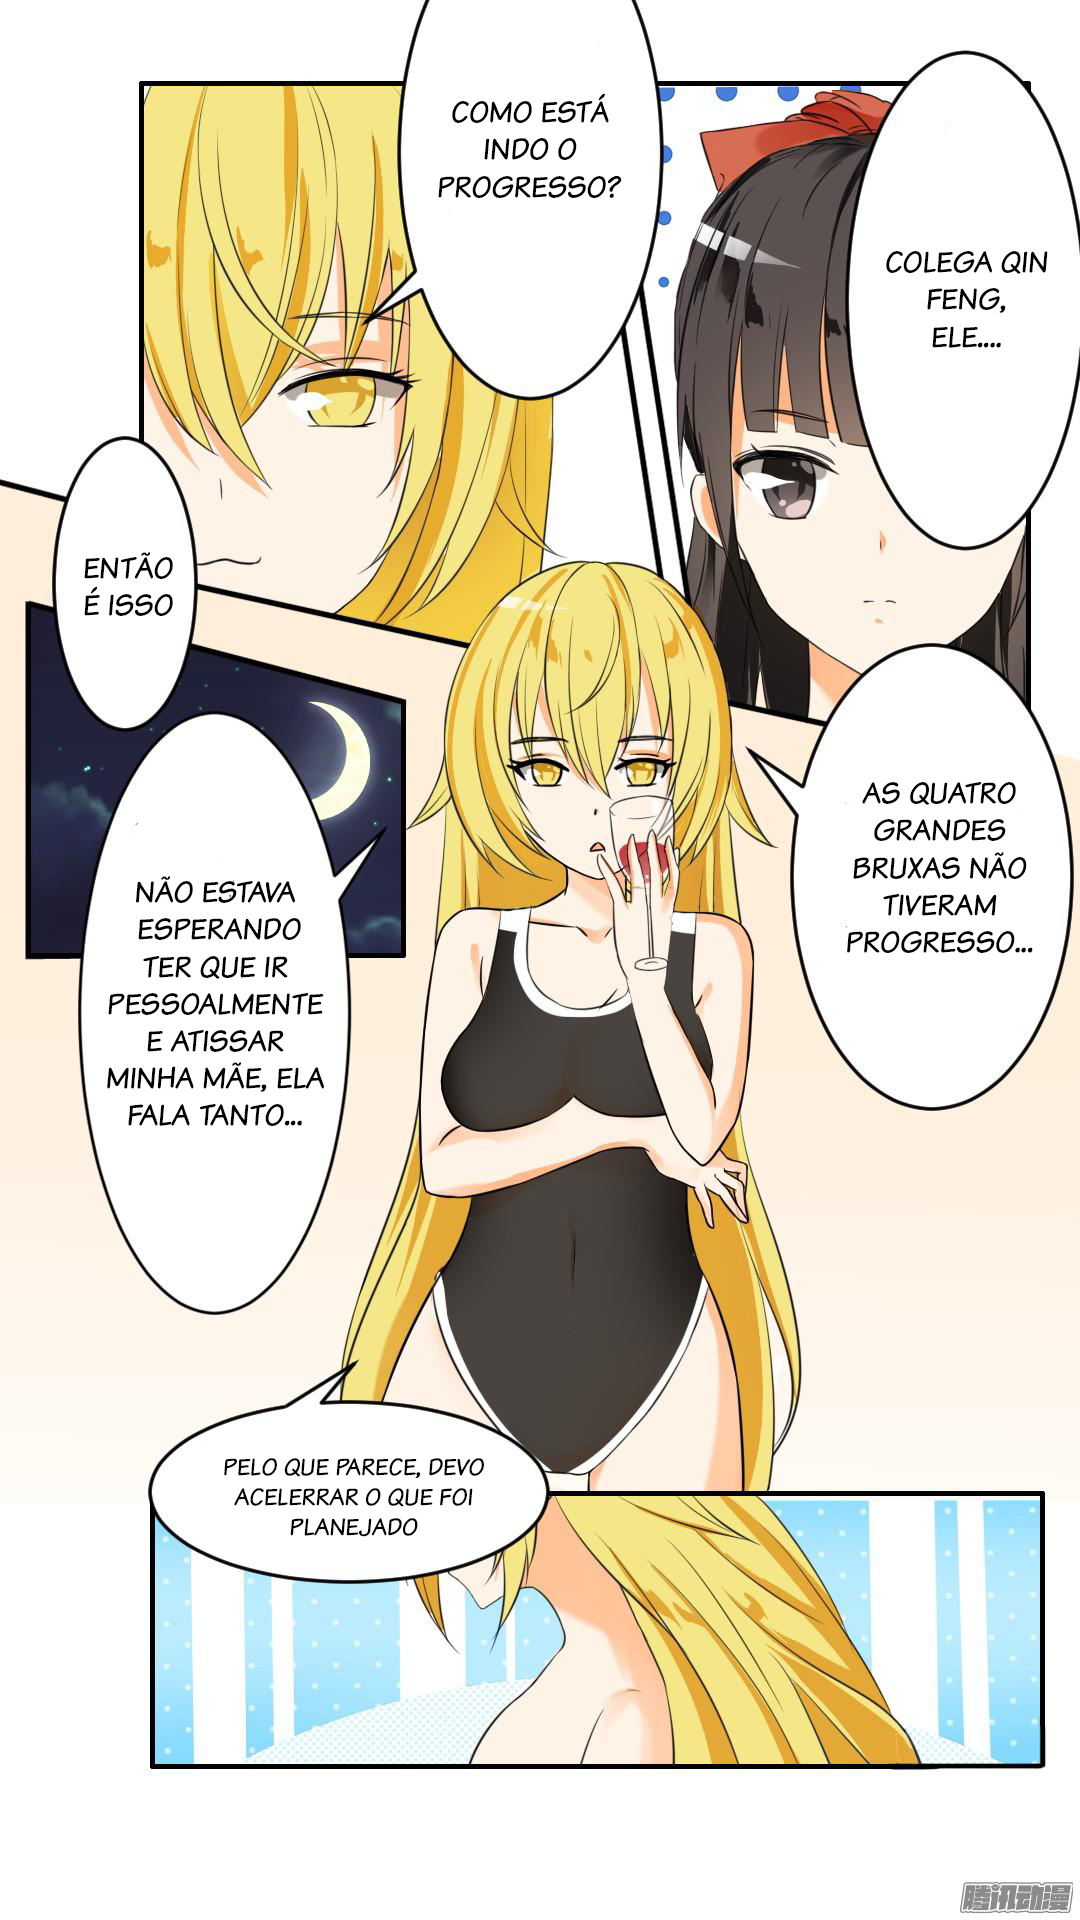 COMO ESTÁ
INDO O
PROGRESSO?
COLEGA QIN
FENG,
ELE....
ENTÃO
É ISSO
AS QUATRO
GRANDES
BRUXAS NÃO
TIVERAM
PROGRESSO...
NÃO ESTAVA
ESPERANDO
TER QUE IR
PESSOALMENTE
E ATISSAR
MINHA MÃE, ELA
FALA TANTO...
PELO QUE PARECE, DEVO
ACELERRAR O QUE FOI
PLANEJADO
腾讯动漫